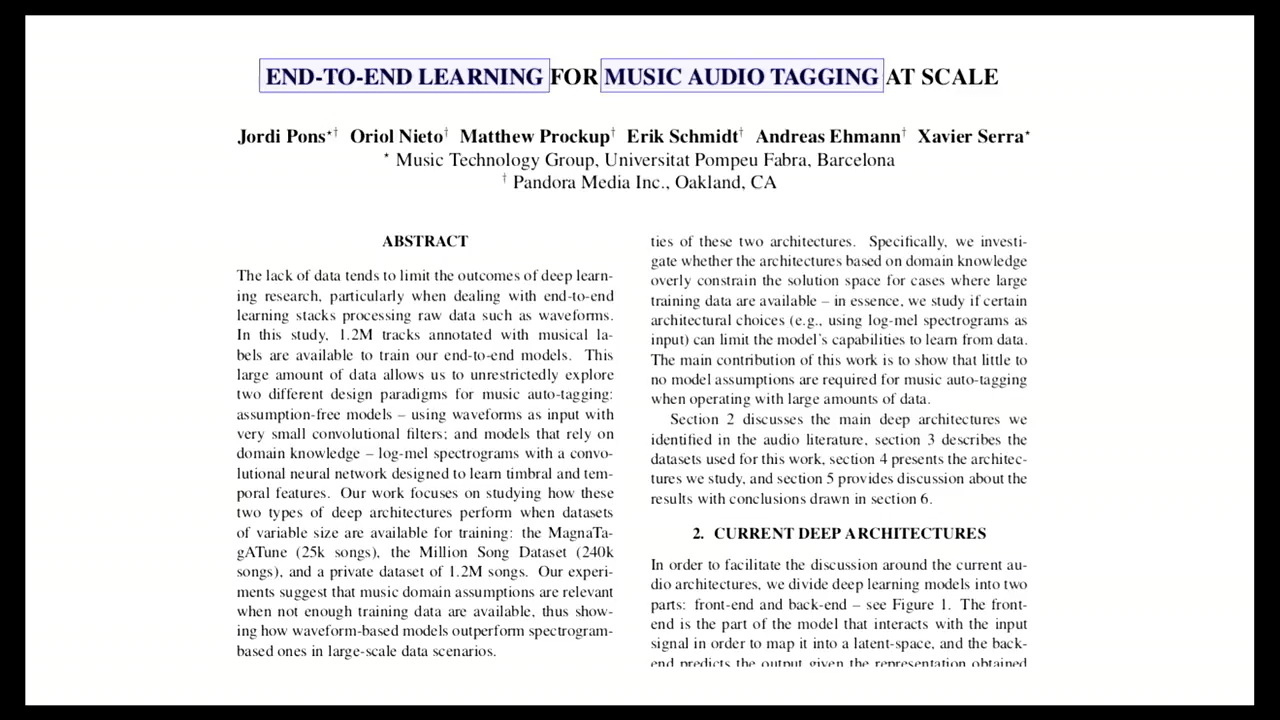 END-TO-END LEARNING FOR MUSIC AUDIO TAGGING AT SCALE
Jordi Pons⋆† Oriol Nieto† Matthew Prockup† Erik Schmidt† Andreas Ehmann† Xavier Serra⋆
⋆ Music Technology Group, Universitat Pompeu Fabra, Barcelona
† Pandora Media Inc., Oakland, CA
ABSTRACT
The lack of data tends to limit the outcomes of deep learn-
ing research, particularly when dealing with end-to-end
learning stacks processing raw data such as waveforms.
In this study, 1.2M tracks annotated with musical la-
bels are available to train our end-to-end models. This
large amount of data allows us to unrestrictedly explore
two different design paradigms for music auto-tagging:
assumption-free models – using waveforms as input with
very small convolutional filters; and models that rely on
domain knowledge – log-mel spectrograms with a convo-
lutional neural network designed to learn timbral and tem-
poral features. Our work focuses on studying how these
two types of deep architectures perform when datasets
of variable size are available for training: the MagnaTa-
gATune (25k songs), the Million Song Dataset (240k
songs), and a private dataset of 1.2M songs. Our experi-
ments suggest that music domain assumptions are relevant
when not enough training data are available, thus show-
ing how waveform-based models outperform spectrogram-
based ones in large-scale data scenarios.
ties of these two architectures. Specifically, we investi-
gate whether the architectures based on domain knowledge
overly constrain the solution space for cases where large
training data are available – in essence, we study if certain
architectural choices (e.g., using log-mel spectrograms as
input) can limit the model's capabilities to learn from data.
The main contribution of this work is to show that little to
no model assumptions are required for music auto-tagging
when operating with large amounts of data.
Section 2 discusses the main deep architectures we
identified in the audio literature, section 3 describes the
datasets used for this work, section 4 presents the architec-
tures we study, and section 5 provides discussion about the
results with conclusions drawn in section 6.
2. CURRENT DEEP ARCHITECTURES
In order to facilitate the discussion around the current au-
dio architectures, we divide deep learning models into two
parts: front-end and back-end – see Figure 1. The front-
end is the part of the model that interacts with the input
signal in order to map it into a latent-space, and the back-
end predicts the output given the representation obtained